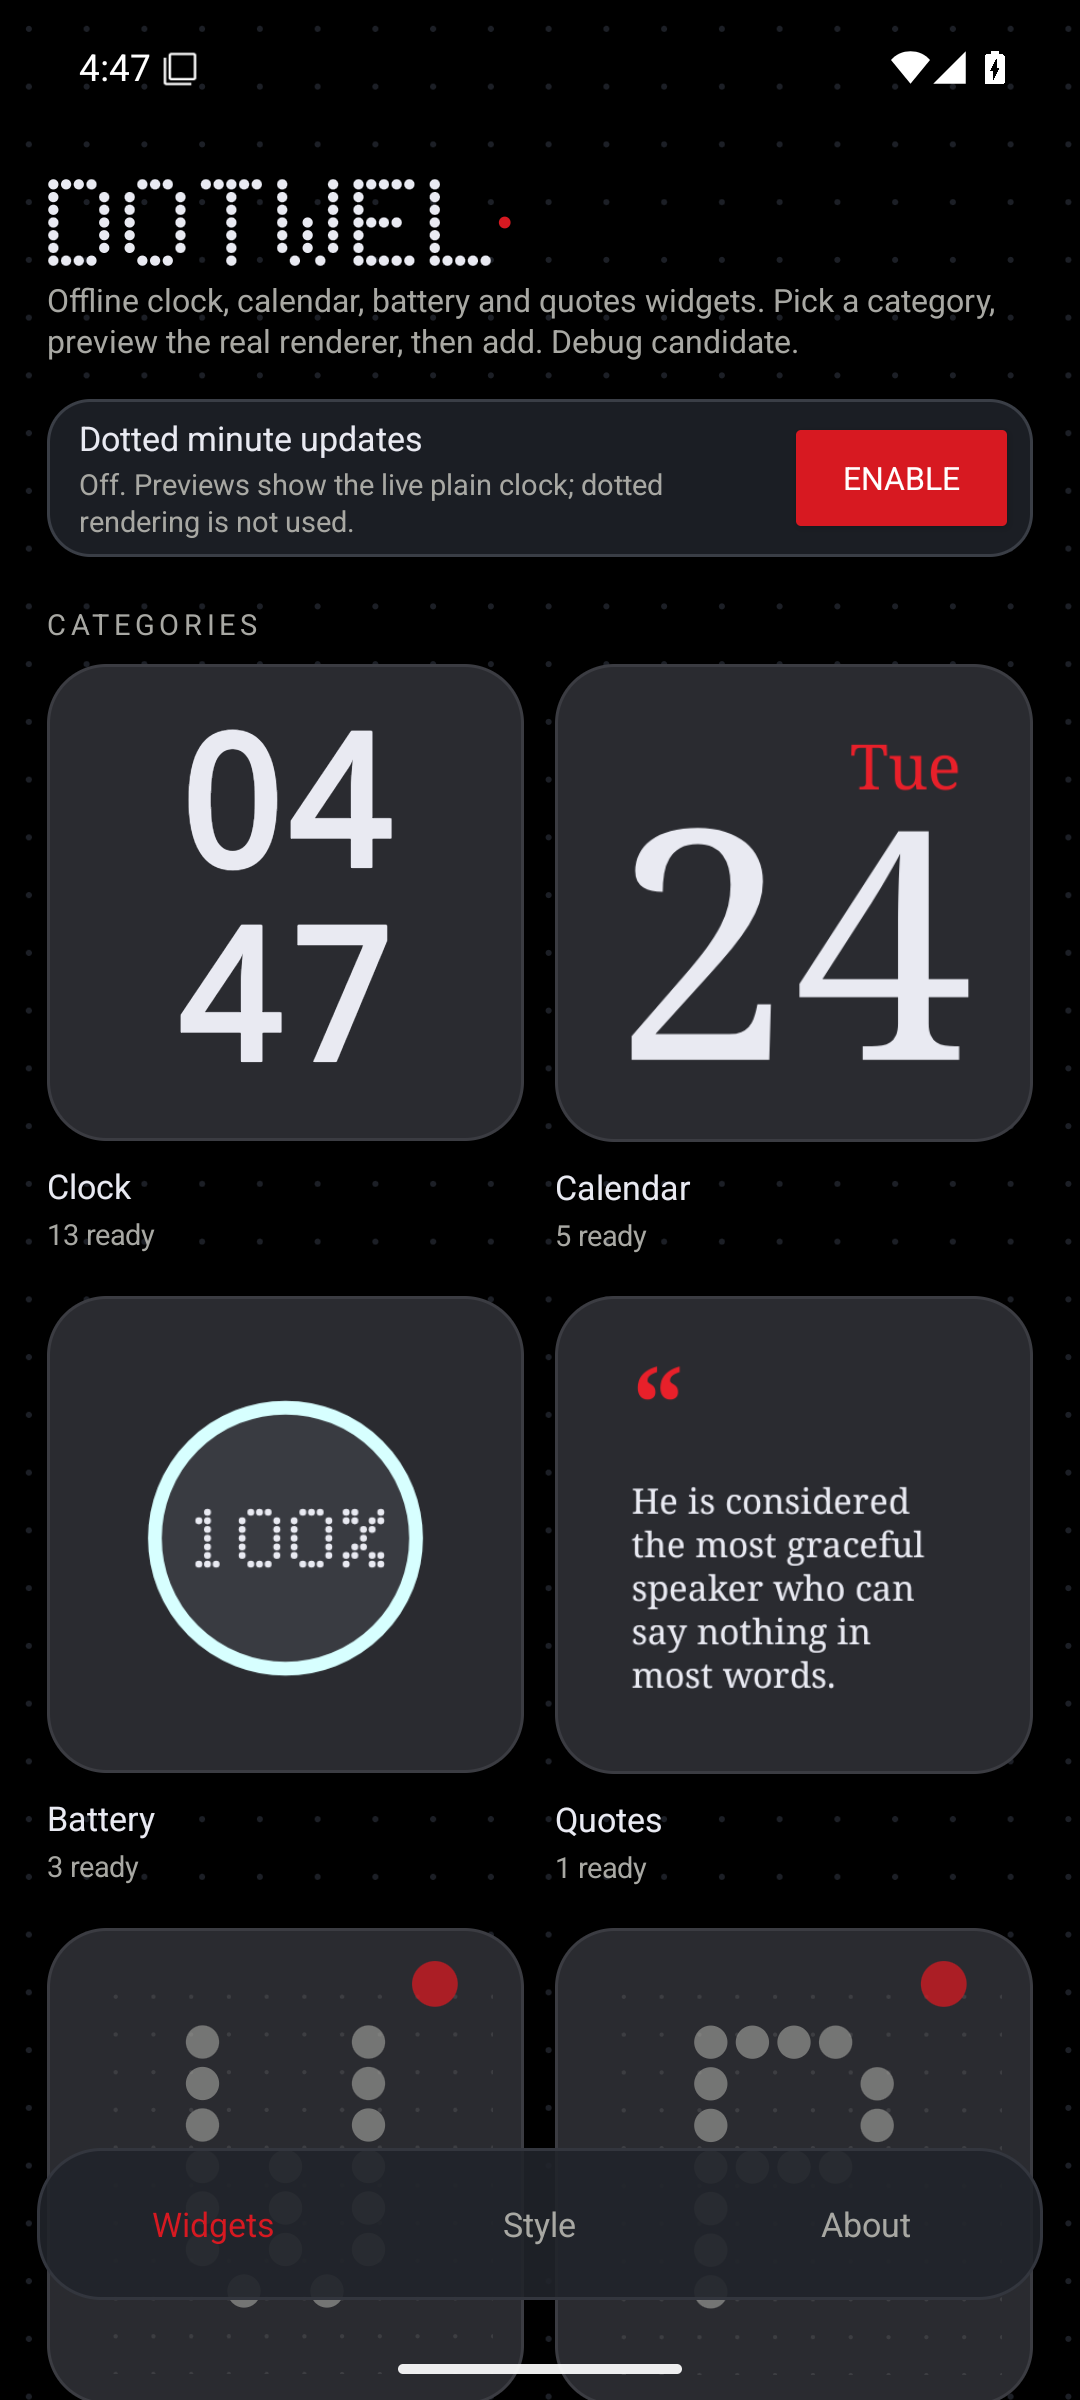 4:47
DOTWEL
Offline clock, calendar, battery and quotes widgets. Pick a category,
preview the real renderer, then add. Debug candidate.
Dotted minute updates
Off. Previews show the live plain clock; dotted
rendering is not used.
ENABLE
CATEGORIES
04
47
Tue
24
Clock
13 ready
Calendar
5 ready
100%
“
He is considered
the most graceful
speaker who can
say nothing in
most words.
Battery
3 ready
Quotes
1 ready
W
P
Widgets
Style
About